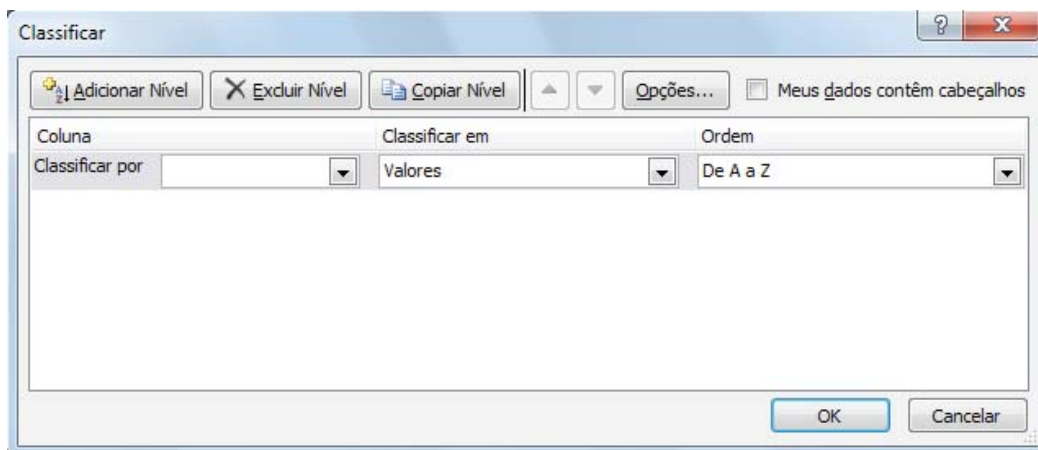 Classificar
Adicionar Nível Excluir Nível Copiar Nível Opções... Meus dados contêm cabeçalhos
Coluna Classificar em Ordem
Classificar por Valores De A a Z
OK Cancelar